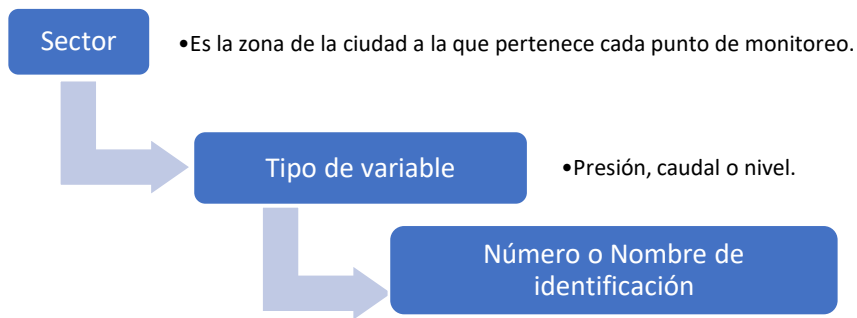 Sector
•Es la zona de la ciudad a la que pertenece cada punto de monitoreo.
Tipo de variable
•Presión, caudal o nivel.
Número o Nombre de
identificación